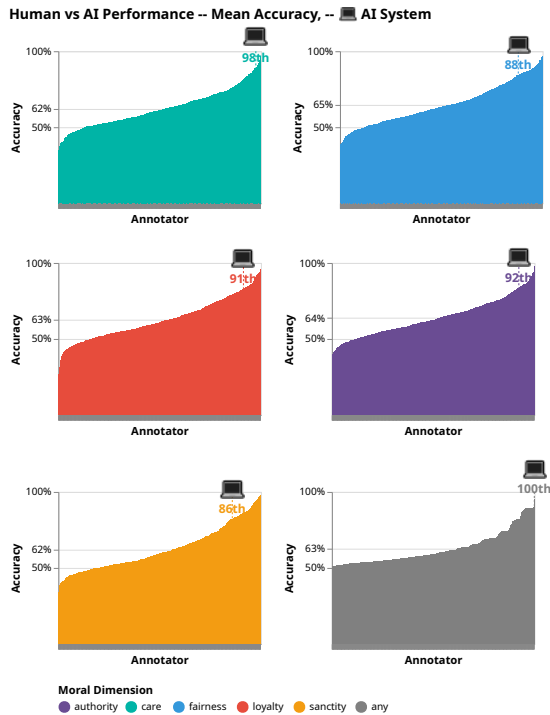 Human vs AI Performance -- Mean Accuracy, -- 💻 AI System
98th
100%
62%
50%
Accuracy
Annotator
88th
100%
65%
50%
Accuracy
Annotator
91th
100%
63%
50%
Accuracy
Annotator
92th
100%
64%
50%
Accuracy
Annotator
86th
100%
62%
50%
Accuracy
Annotator
100th
100%
63%
50%
Accuracy
Annotator
Moral Dimension
authority care fairness loyalty sanctity any